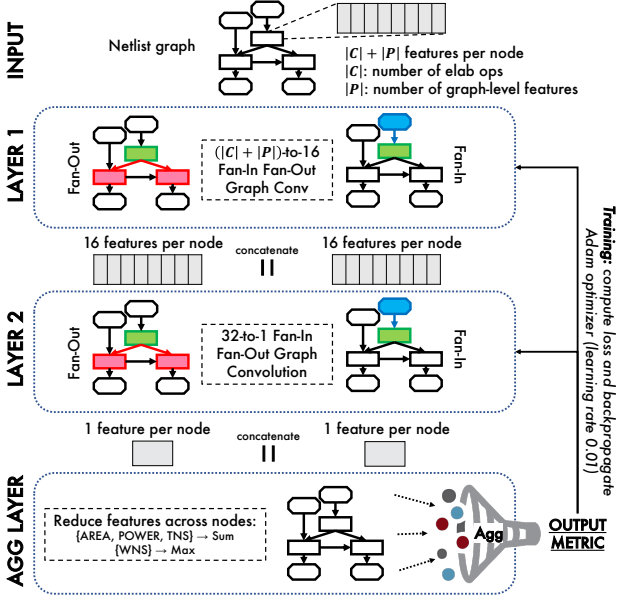 INPUT
Netlist graph
|C| + |P| features per node
|C|: number of elab ops
|P|: number of graph-level features
LAYER 1
Fan-Out
(|C| + |P|)-to-16
Fan-In Fan-Out
Graph Conv
Fan-In
16 features per node
concatenate
16 features per node
LAYER 2
Fan-Out
32-to-1 Fan-In
Fan-Out Graph
Convolution
Fan-In
1 feature per node
concatenate
1 feature per node
Training: compute loss and backpropagate
Adam optimizer (learning rate 0.01)
AGG LAYER
Reduce features across nodes:
{AREA, POWER, TNS} → Sum
{WNS} → Max
Agg
OUTPUT
METRIC